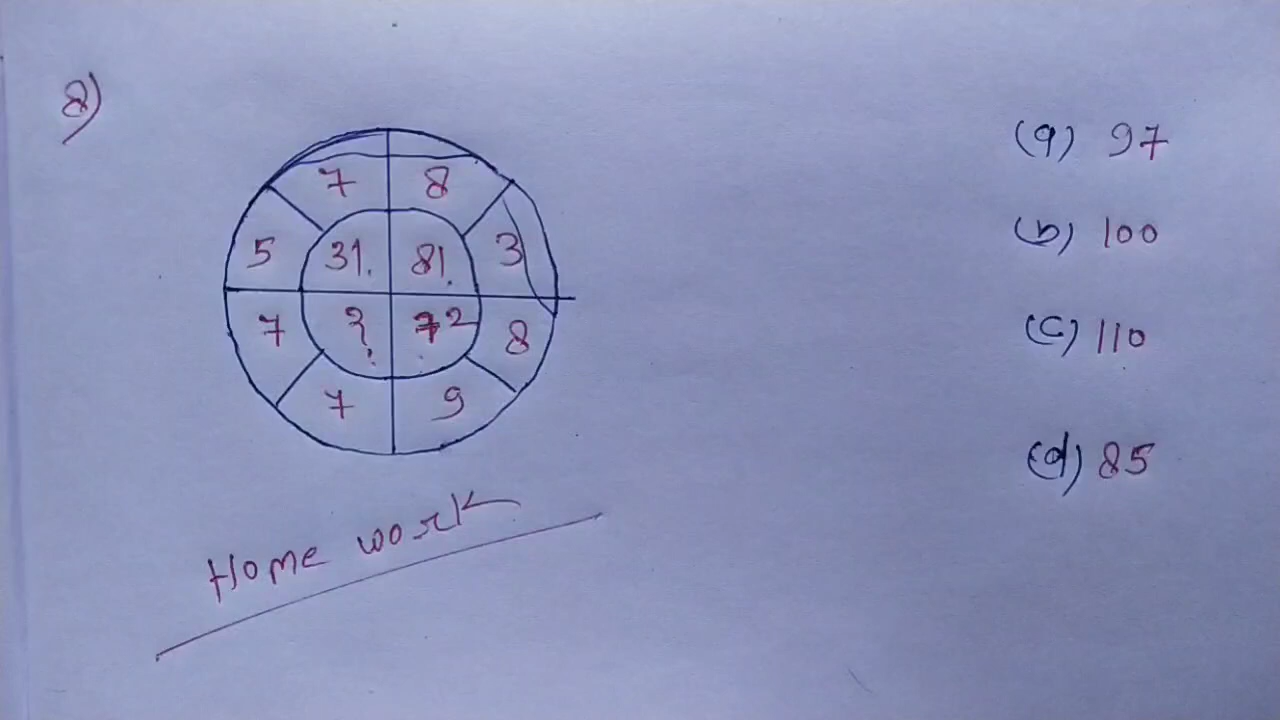 8)
7 8
5 31. 81. 3
7 ? 72 8
7 9
Home work
(a) 97
(b) 100
(c) 110
(d) 85